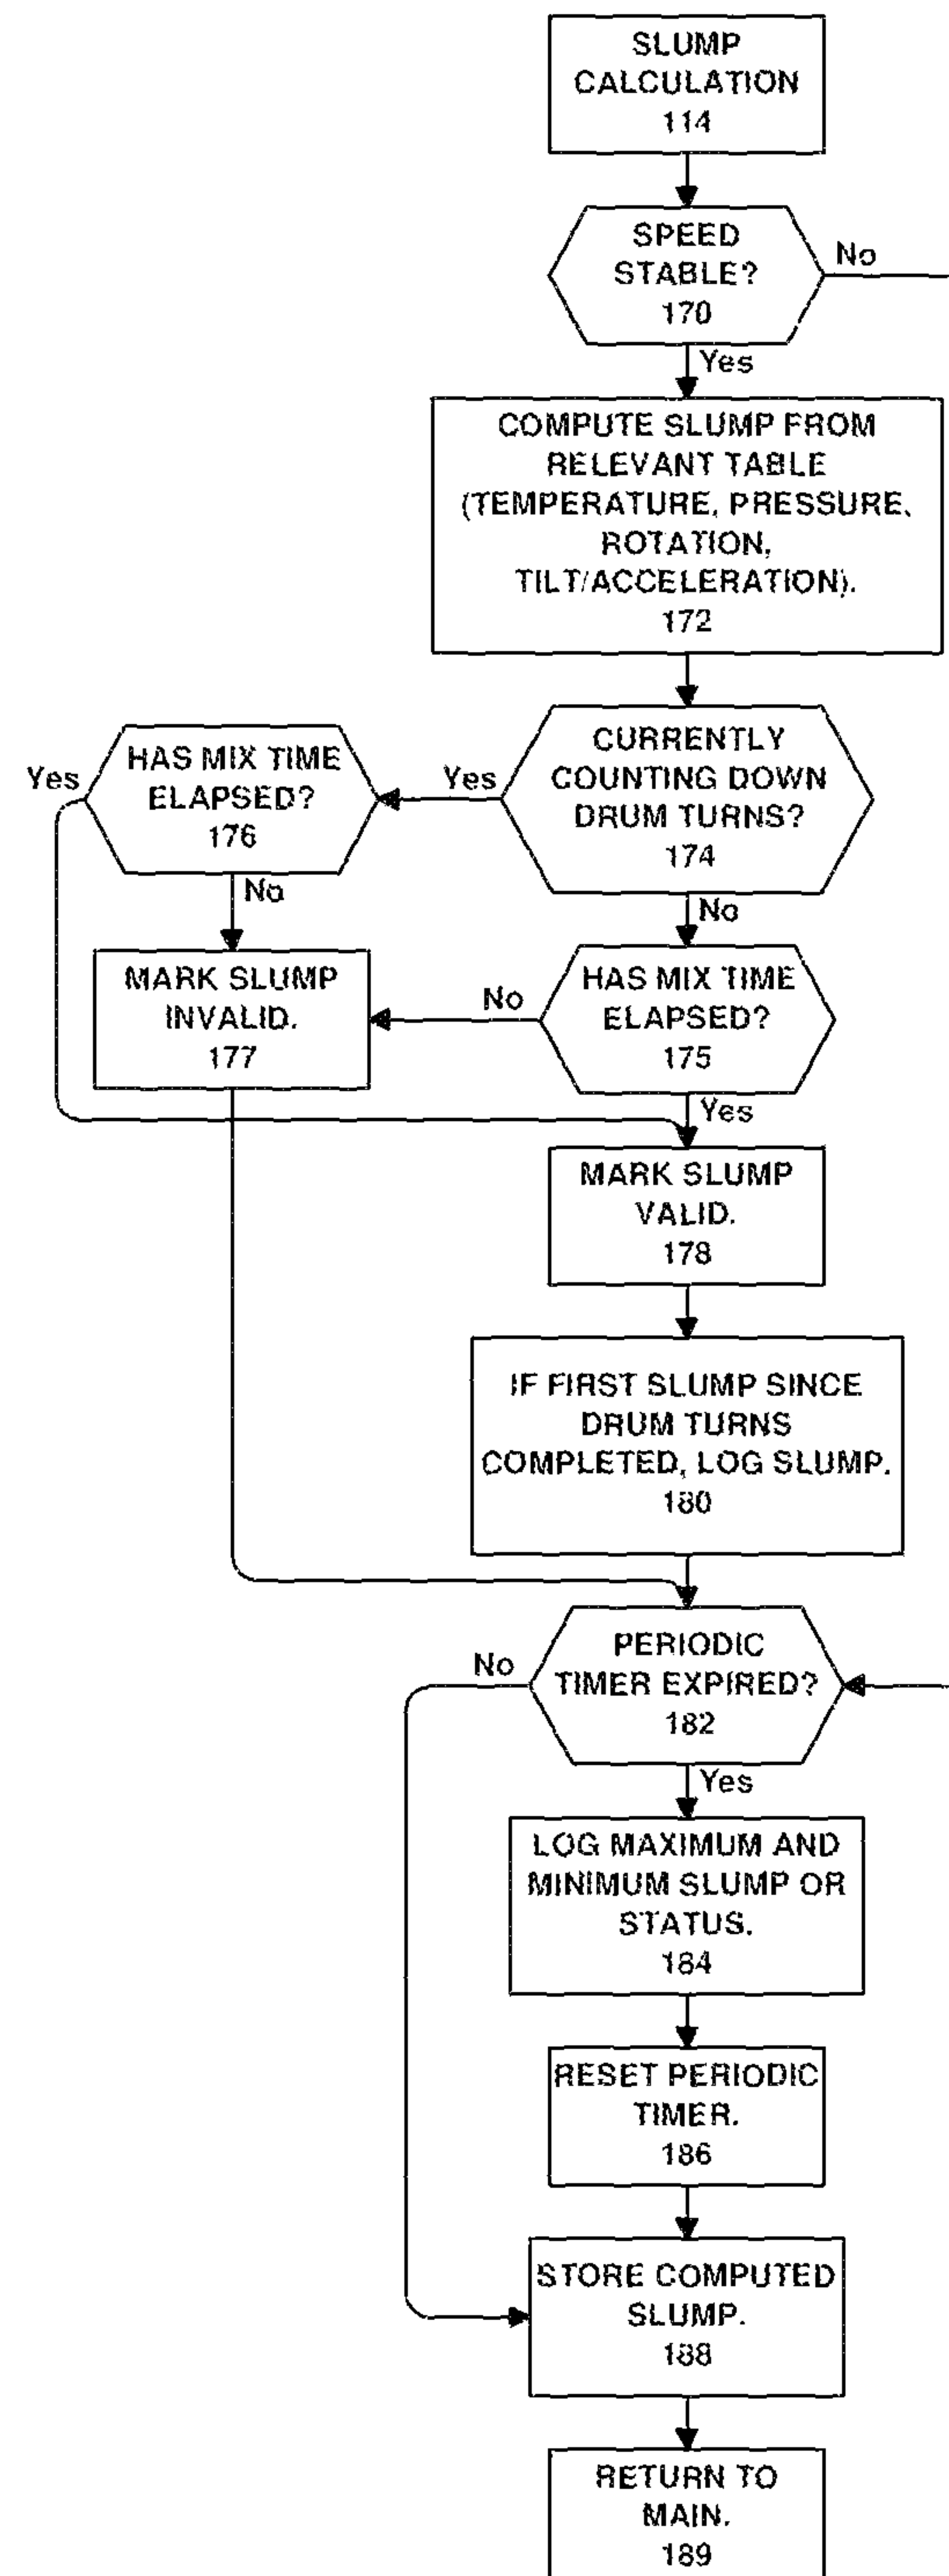 SLUMP
CALCULATION
114
SPEED
STABLE?
170
No
Yes
COMPUTE SLUMP FROM
RELEVANT TABLE
(TEMPERATURE, PRESSURE,
ROTATION,
TILT/ACCELERATION).
172
CURRENTLY
COUNTING DOWN
DRUM TURNS?
174
Yes
HAS MIX TIME
ELAPSED?
176
Yes
No
No
MARK SLUMP
INVALID.
177
HAS MIX TIME
ELAPSED?
175
No
Yes
MARK SLUMP
VALID.
178
IF FIRST SLUMP SINCE
DRUM TURNS
COMPLETED, LOG SLUMP.
180
PERIODIC
TIMER EXPIRED?
182
No
Yes
LOG MAXIMUM AND
MINIMUM SLUMP OR
STATUS.
184
RESET PERIODIC
TIMER.
186
STORE COMPUTED
SLUMP.
188
RETURN TO
MAIN.
189